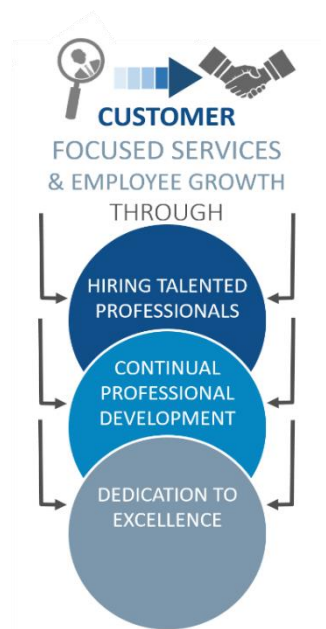 CUSTOMER
FOCUSED SERVICES
& EMPLOYEE GROWTH
THROUGH
HIRING TALENTED
PROFESSIONALS
CONTINUAL
PROFESSIONAL
DEVELOPMENT
DEDICATION TO
EXCELLENCE